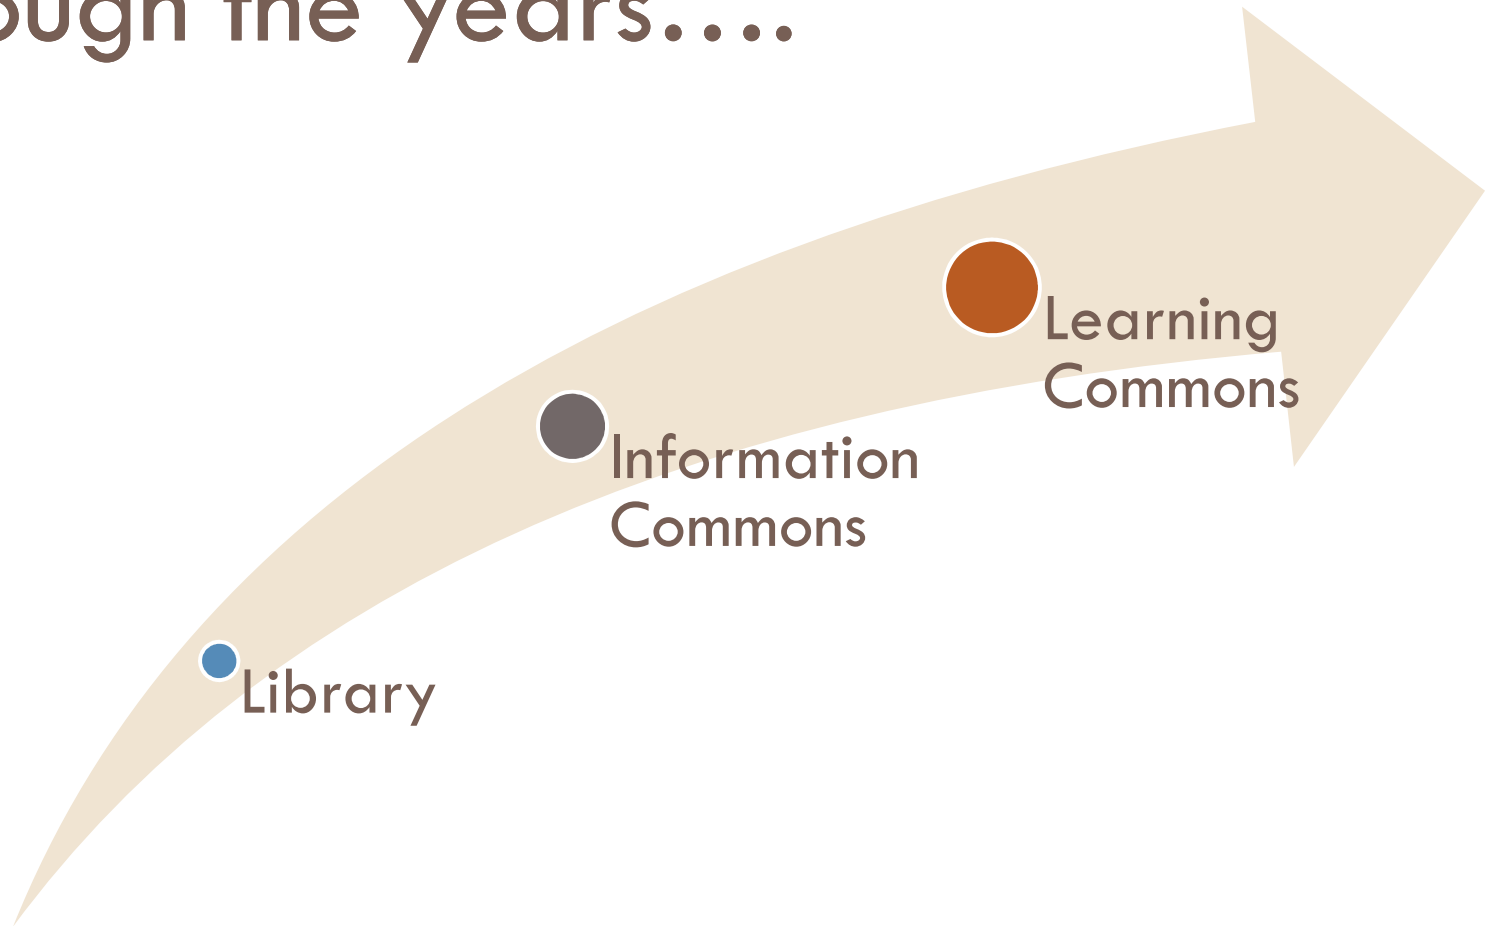 ough the years....
Learning
Commons
Information
Commons
Library